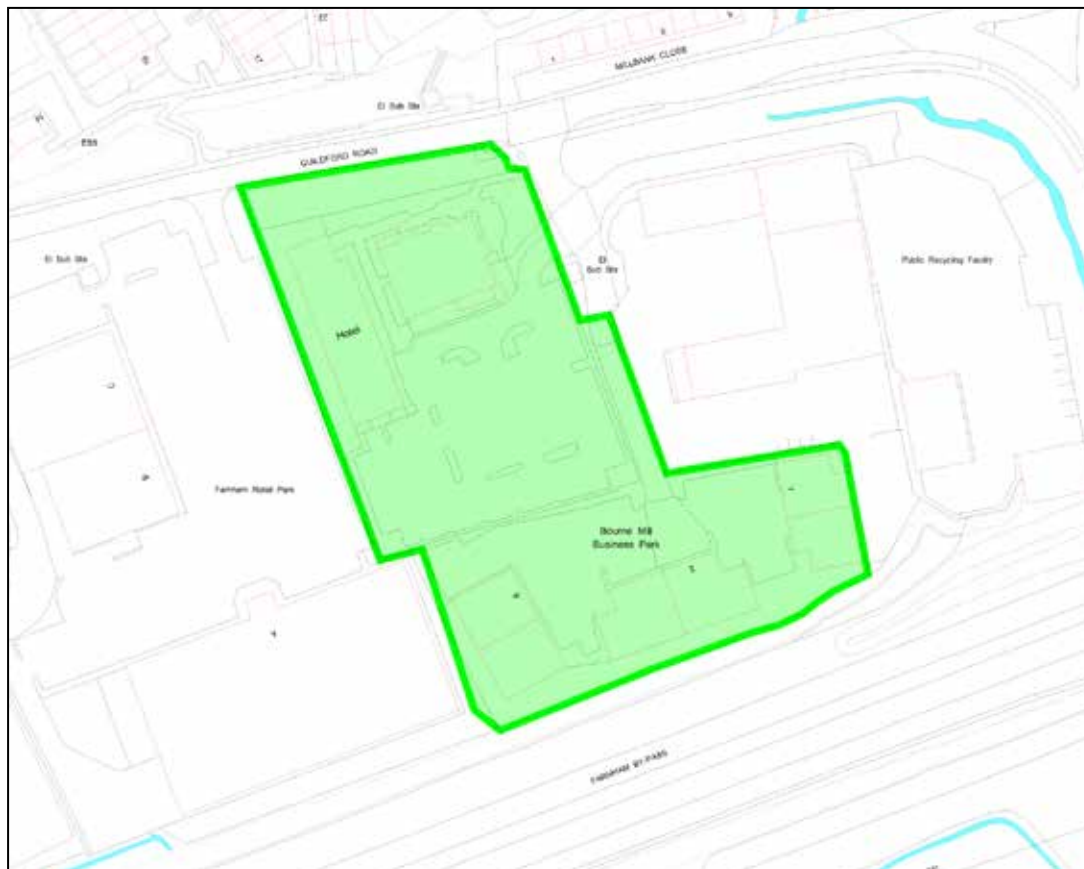 22
MILLBANK CLOSE
El Sub Sta
ESS
GUILDFORD ROAD
El Sub Sta
El
Sub Sta
Public Recycling Facility
Hotel
Farnham Retail Park
Bourne Mill
Business Park
FARNHAM BY-PASS